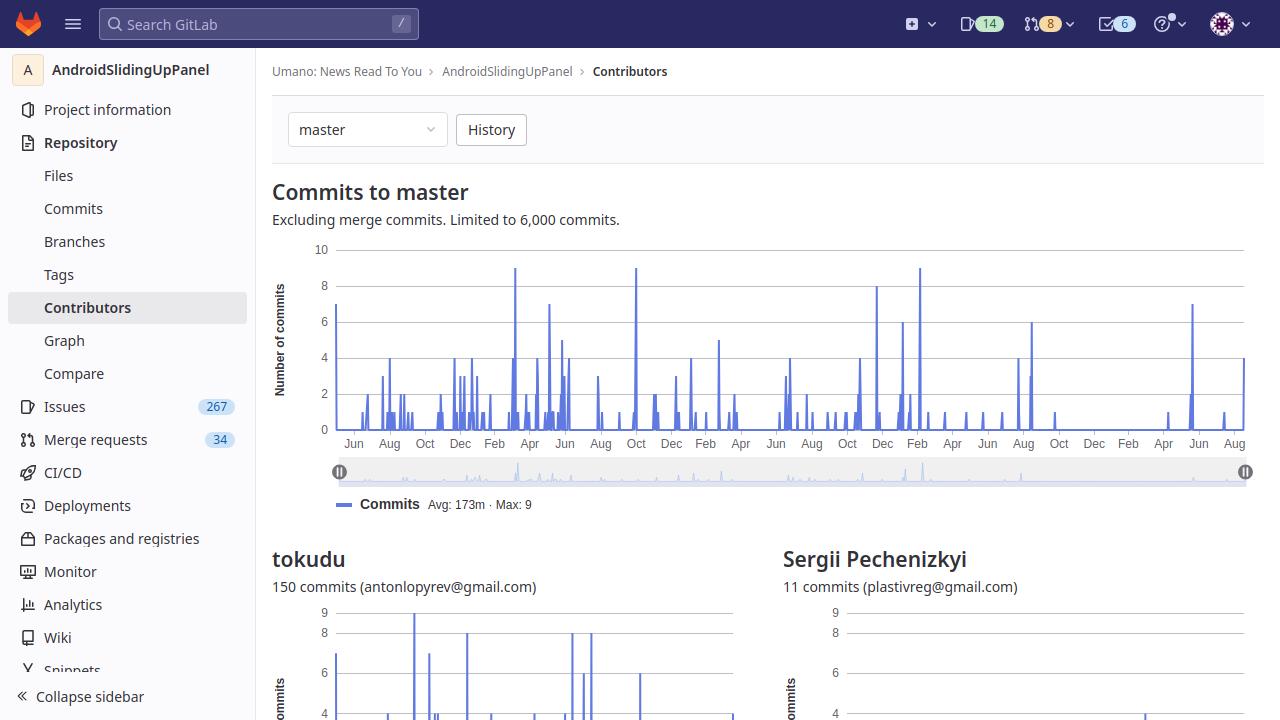 Search GitLab
/
14
8
6
A
AndroidSlidingUpPanel
Project information
Repository
Files
Commits
Branches
Tags
Contributors
Graph
Compare
Issues
267
Merge requests
34
CI/CD
Deployments
Packages and registries
Monitor
Analytics
Wiki
Snippets
Collapse sidebar
Umano: News Read To You › AndroidSlidingUpPanel › Contributors
master
History
Commits to master
Excluding merge commits. Limited to 6,000 commits.
Number of commits
10
8
6
4
2
0
Jun Aug Oct Dec Feb Apr Jun Aug Oct Dec Feb Apr Jun Aug Oct Dec Feb Apr Jun Aug Oct Dec Feb Apr Jun Aug
Commits Avg: 173m · Max: 9
tokudu
150 commits (antonlopyrev@gmail.com)
9
8
6
4
ommits
Sergii Pechenizkyi
11 commits (plastivreg@gmail.com)
9
8
6
4
ommits